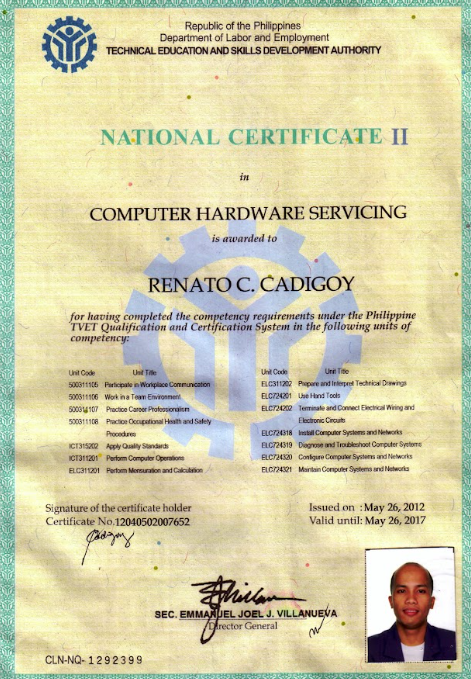 Republic of the Philippines
Department of Labor and Employment
TECHNICAL EDUCATION AND SKILLS DEVELOPMENT AUTHORITY
NATIONAL CERTIFICATE II
in
COMPUTER HARDWARE SERVICING
is awarded to
RENATO C. CADIGOY
for having completed the competency requirements under the Philippine
TVET Qualification and Certification System in the following units of
competency:
Unit Code Unit Title
500311105 Participate in Workplace Communication
500311106 Work in a Team Environment
500311107 Practice Career Professionalism
500311108 Practice Occupational Health and Safety
Procedures
ICT315202 Apply Quality Standards
ICT311201 Perform Computer Operations
ELC311201 Perform Mensuration and Calculation
Unit Code Unit Title
ELC311202 Prepare and Interpret Technical Drawings
ELC724201 Use Hand Tools
ELC724202 Terminate and Connect Electrical Wiring and
Electronic Circuits
ELC724318 Install Computer Systems and Networks
ELC724319 Diagnose and Troubleshoot Computer Systems
ELC724320 Configure Computer Systems and Networks
ELC724321 Maintain Computer Systems and Networks
Signature of the certificate holder
Certificate No.12040502007652
Issued on : May 26, 2012
Valid until: May 26, 2017
SEC. EMMANUEL JOEL J. VILLANUEVA
Director General
CLN-NQ- 1292399